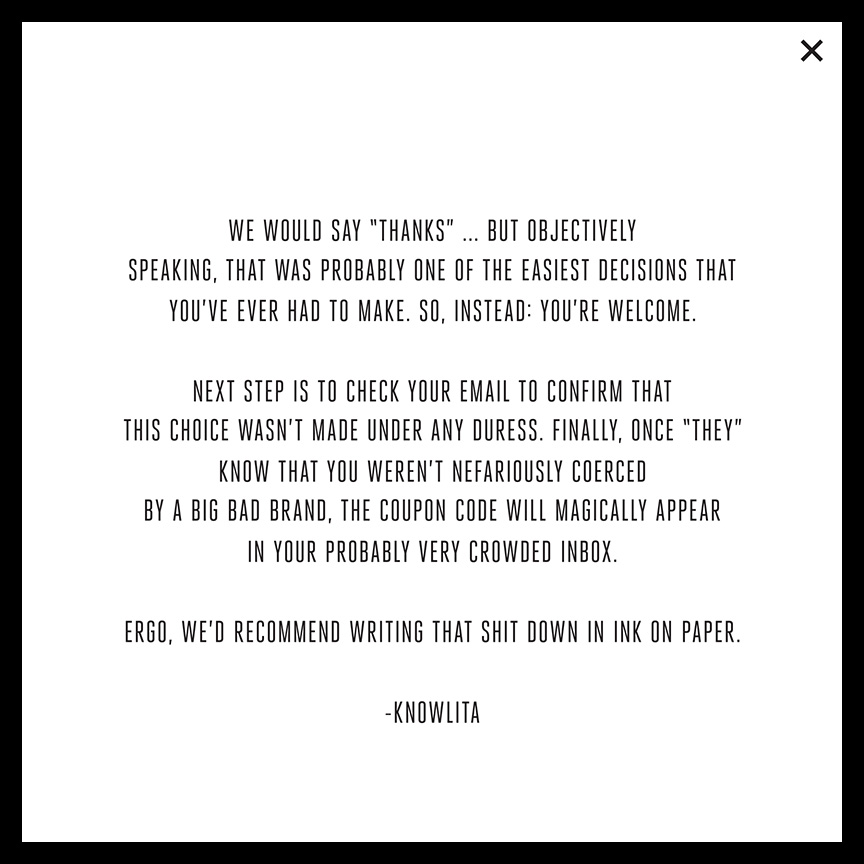 WE WOULD SAY “THANKS” ... BUT OBJECTIVELY
SPEAKING, THAT WAS PROBABLY ONE OF THE EASIEST DECISIONS THAT
YOU’VE EVER HAD TO MAKE. SO, INSTEAD: YOU’RE WELCOME.
NEXT STEP IS TO CHECK YOUR EMAIL TO CONFIRM THAT
THIS CHOICE WASN’T MADE UNDER ANY DURESS. FINALLY, ONCE “THEY”
KNOW THAT YOU WEREN’T NEFARIOUSLY COERCED
BY A BIG BAD BRAND, THE COUPON CODE WILL MAGICALLY APPEAR
IN YOUR PROBABLY VERY CROWDED INBOX.
ERGO, WE’D RECOMMEND WRITING THAT SHIT DOWN IN INK ON PAPER.
-KNOWLITA